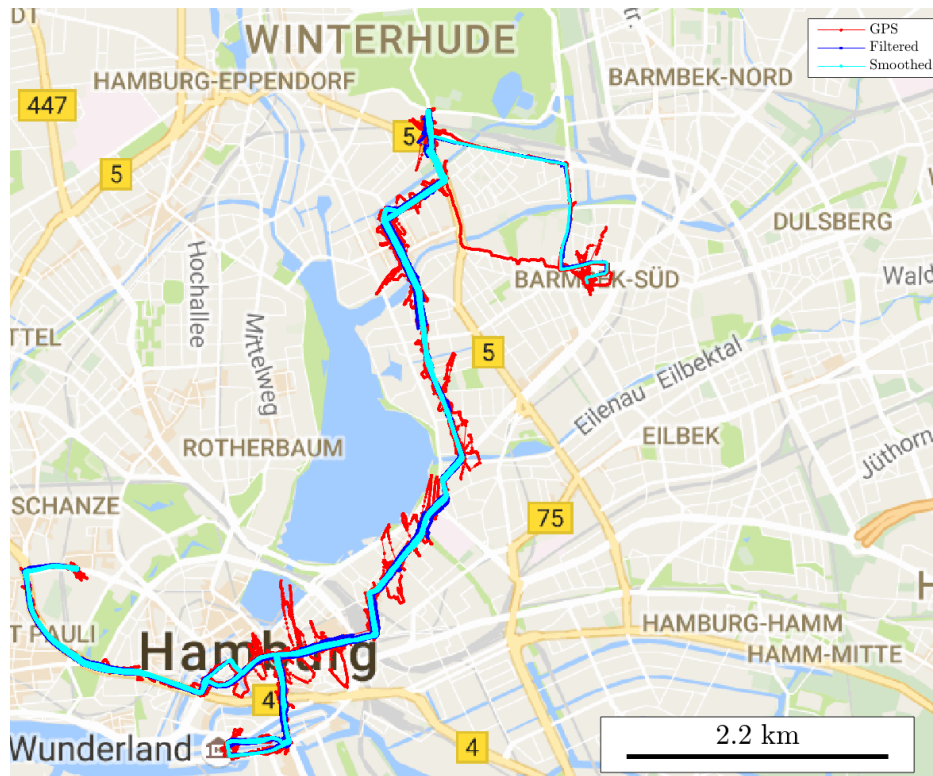 WINTERHUDE
GPS
Filtered
Smoothed
HAMBURG-EPPENDORF
BARMBEK-NORD
447
5
5
DULSBERG
Hochallee
BARMBEK-SÜD
Wald
TTEL
Mittelweg
5
Eilenau
Eilbektal
ROTHERBAUM
EILBEK
Jüthorn
SCHANZE
75
H
T PAULI
Hamburg
HAMBURG-HAMM
HAMM-MITTE
4
Wunderland
4
2.2 km